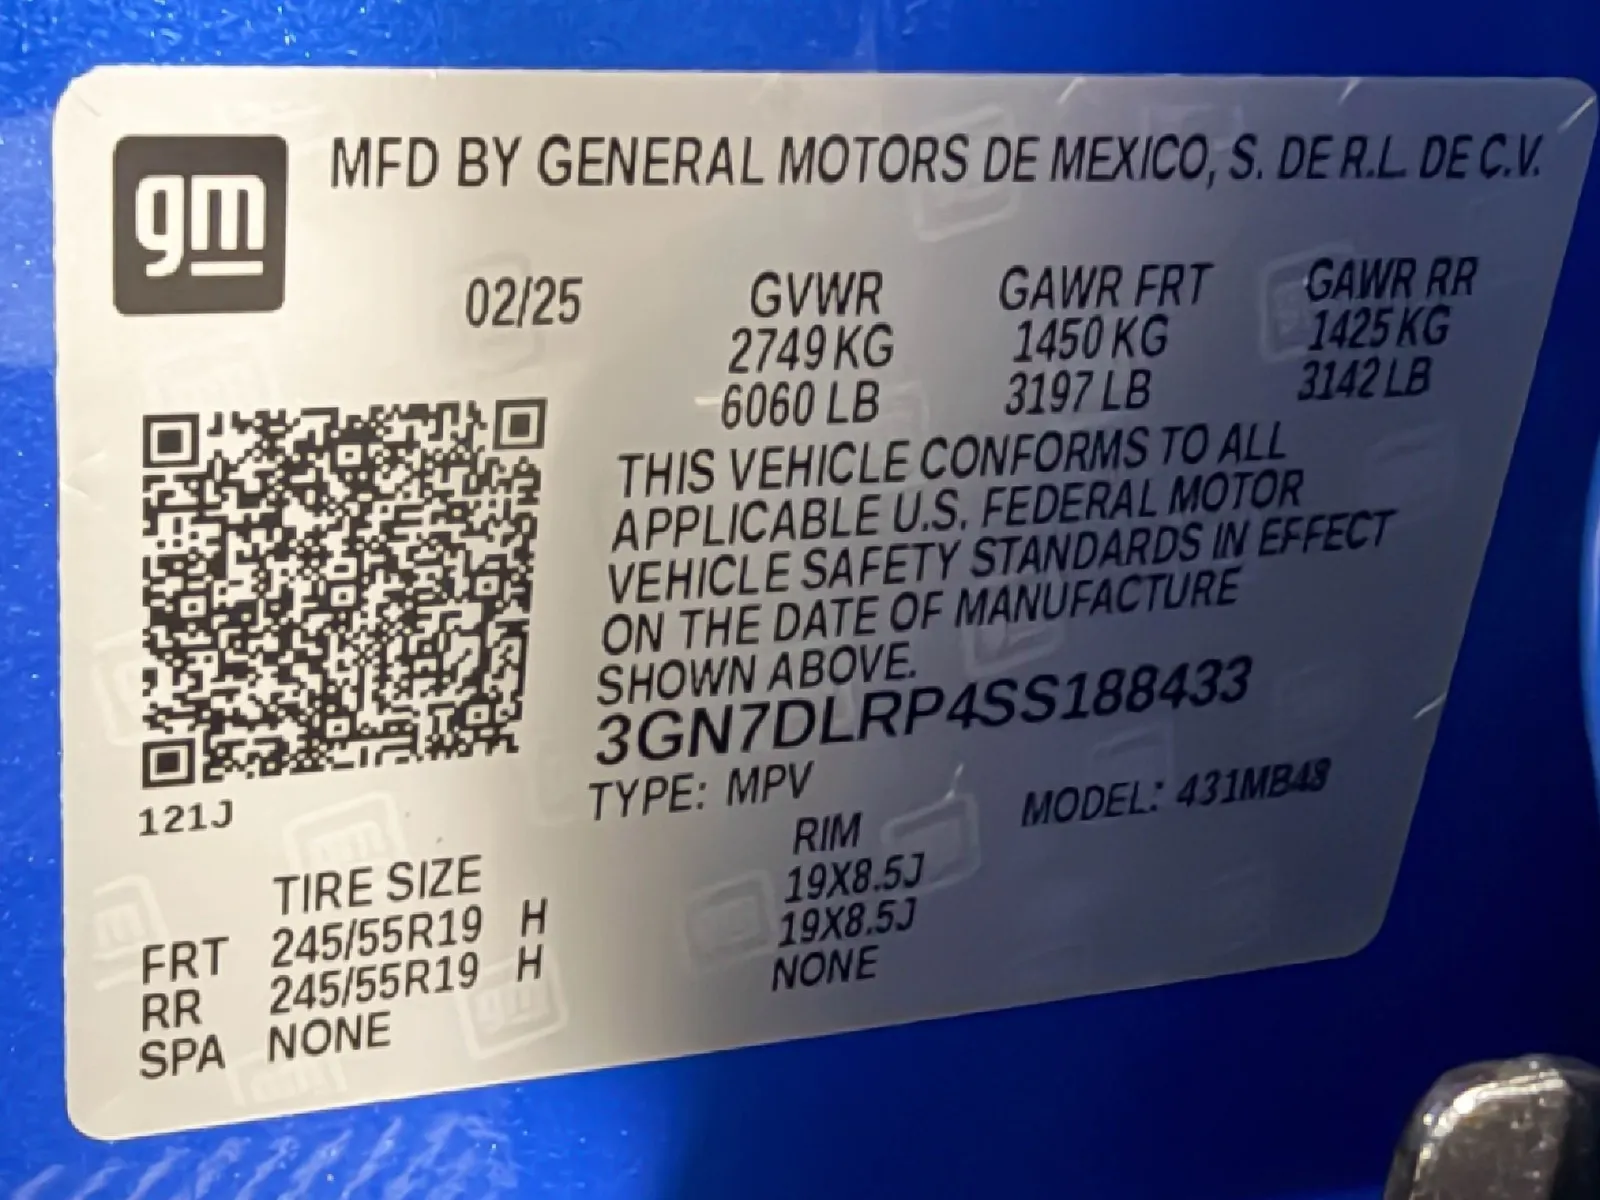 gm
MFD BY GENERAL MOTORS DE MEXICO, S. DE R.L. DE C.V.
02/25
GVWR GAWR FRT GAWR RR
2749 KG 1450 KG 1425 KG
6060 LB 3197 LB 3142 LB
THIS VEHICLE CONFORMS TO ALL
APPLICABLE U.S. FEDERAL MOTOR
VEHICLE SAFETY STANDARDS IN EFFECT
ON THE DATE OF MANUFACTURE
SHOWN ABOVE.
3GN7DLRP4SS188433
TYPE: MPV MODEL: 431MB48
121J
TIRE SIZE RIM
FRT 245/55R19 H 19X8.5J
RR 245/55R19 H 19X8.5J
SPA NONE NONE